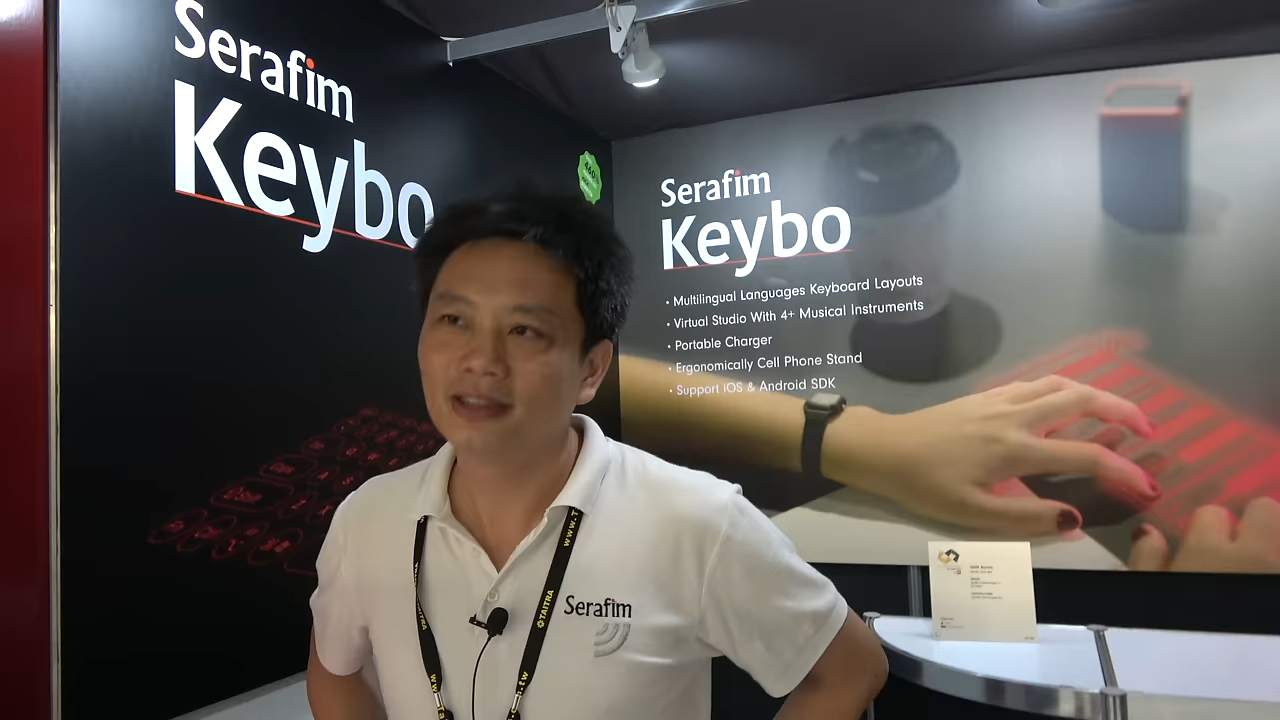 Serafim
Keybo
Serafim
Keybo
• Multilingual Languages Keyboard Layouts
• Virtual Studio With 4+ Musical Instruments
• Portable Charger
• Ergonomically Cell Phone Stand
• Support iOS & Android SDK
Serafim
TAITRA
www.T